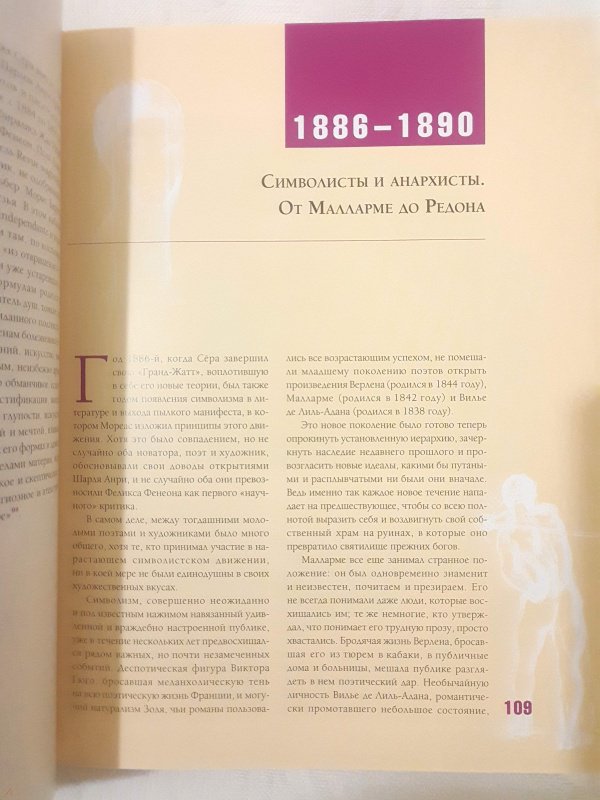 1886–1890
Символисты и анархисты.
От Малларме до Редона
Год 1886-й, когда Сёра завершил
свою «Гранд-Жатт», воплотившую
в себе его новые теории, был также
годом появления символизма в ли-
тературе и выхода пылкого манифеста, в ко-
тором Мореас изложил принципы этого дви-
жения. Хотя это было совпадением, но не
случайно оба новатора, поэт и художник,
обосновывали свои доводы открытиями
Шарля Анри, и не случайно оба они превоз-
носили Феликса Фенеона как первого «науч-
ного» критика.
В самом деле, между тогдашними моло-
дыми поэтами и художниками было много
общего, хотя те, кто принимал участие в на-
растающем символистском движении,
ни в коей мере не были единодушны в своих
художественных вкусах.
Символизм, совершенно неожиданно
и под известным нажимом навязанный удив-
ленной и враждебно настроенной публике,
уже в течение нескольких лет предвосхищал-
ся рядом важных, но почти незамеченных
событий. Деспотическая фигура Виктора
Гюго, бросавшая меланхолическую тень
на всю поэтическую жизнь Франции, и могу-
чий натурализм Золя, чьи романы пользова-
лись все возрастающим успехом, не помеша-
ли младшему поколению поэтов открыть
произведения Верлена (родился в 1844 году),
Малларме (родился в 1842 году) и Вилье
де Лиль-Адана (родился в 1838 году).
Это новое поколение было готово теперь
опрокинуть установленную иерархию, зачер-
кнуть наследие недавнего прошлого и про-
возгласить новые идеалы, какими бы путаны-
ми и расплывчатыми ни были они вначале.
Ведь именно так каждое новое течение напа-
дает на предшествующее, чтобы со всею пол-
нотой выразить себя и воздвигнуть свой соб-
ственный храм на руинах, в которые оно
превратило святилище прежних богов.
Малларме все еще занимал странное по-
ложение: он был одновременно знаменит
и неизвестен, почитаем и презираем. Его
не всегда понимали даже люди, которые вос-
хищались им; те же немногие, кто утверж-
дал, что понимает его трудную прозу, просто
хвастались. Бродячая жизнь Верлена, бросав-
шая его из тюрем в кабаки, в публичные
дома и больницы, мешала публике разгля-
деть в нем поэтический дар. Необычайную
личность Вилье де Лиль-Адана, романтиче-
ски промотавшего небольшое состояние,
109